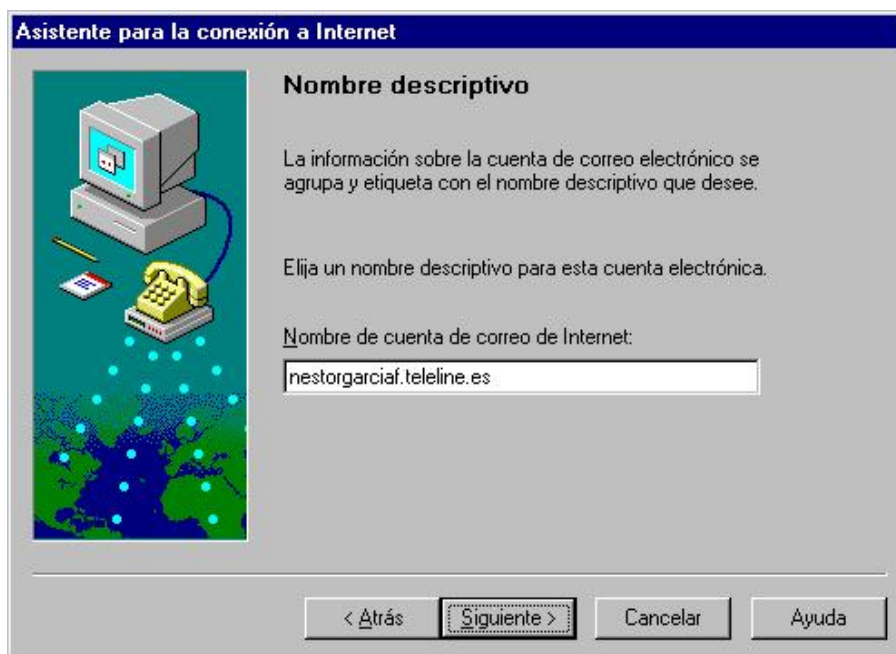 Asistente para la conexión a Internet
Nombre descriptivo
La información sobre la cuenta de correo electrónico se
agrupa y etiqueta con el nombre descriptivo que desee.
Elija un nombre descriptivo para esta cuenta electrónica.
Nombre de cuenta de correo de Internet:
nestorgarciaf.teleline.es
< Atrás
Siguiente >
Cancelar
Ayuda